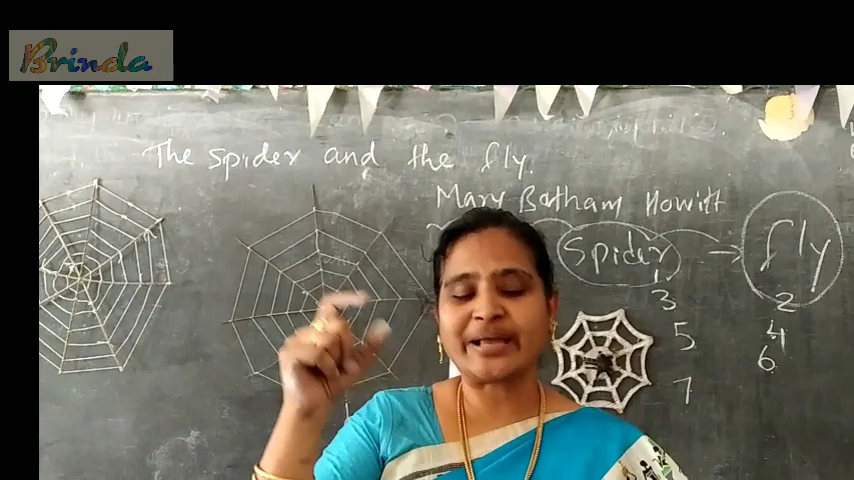 Brinda
The spider and the fly.
Mary Botham Howitt
Spider → fly
1
3 2
5 4
7 6